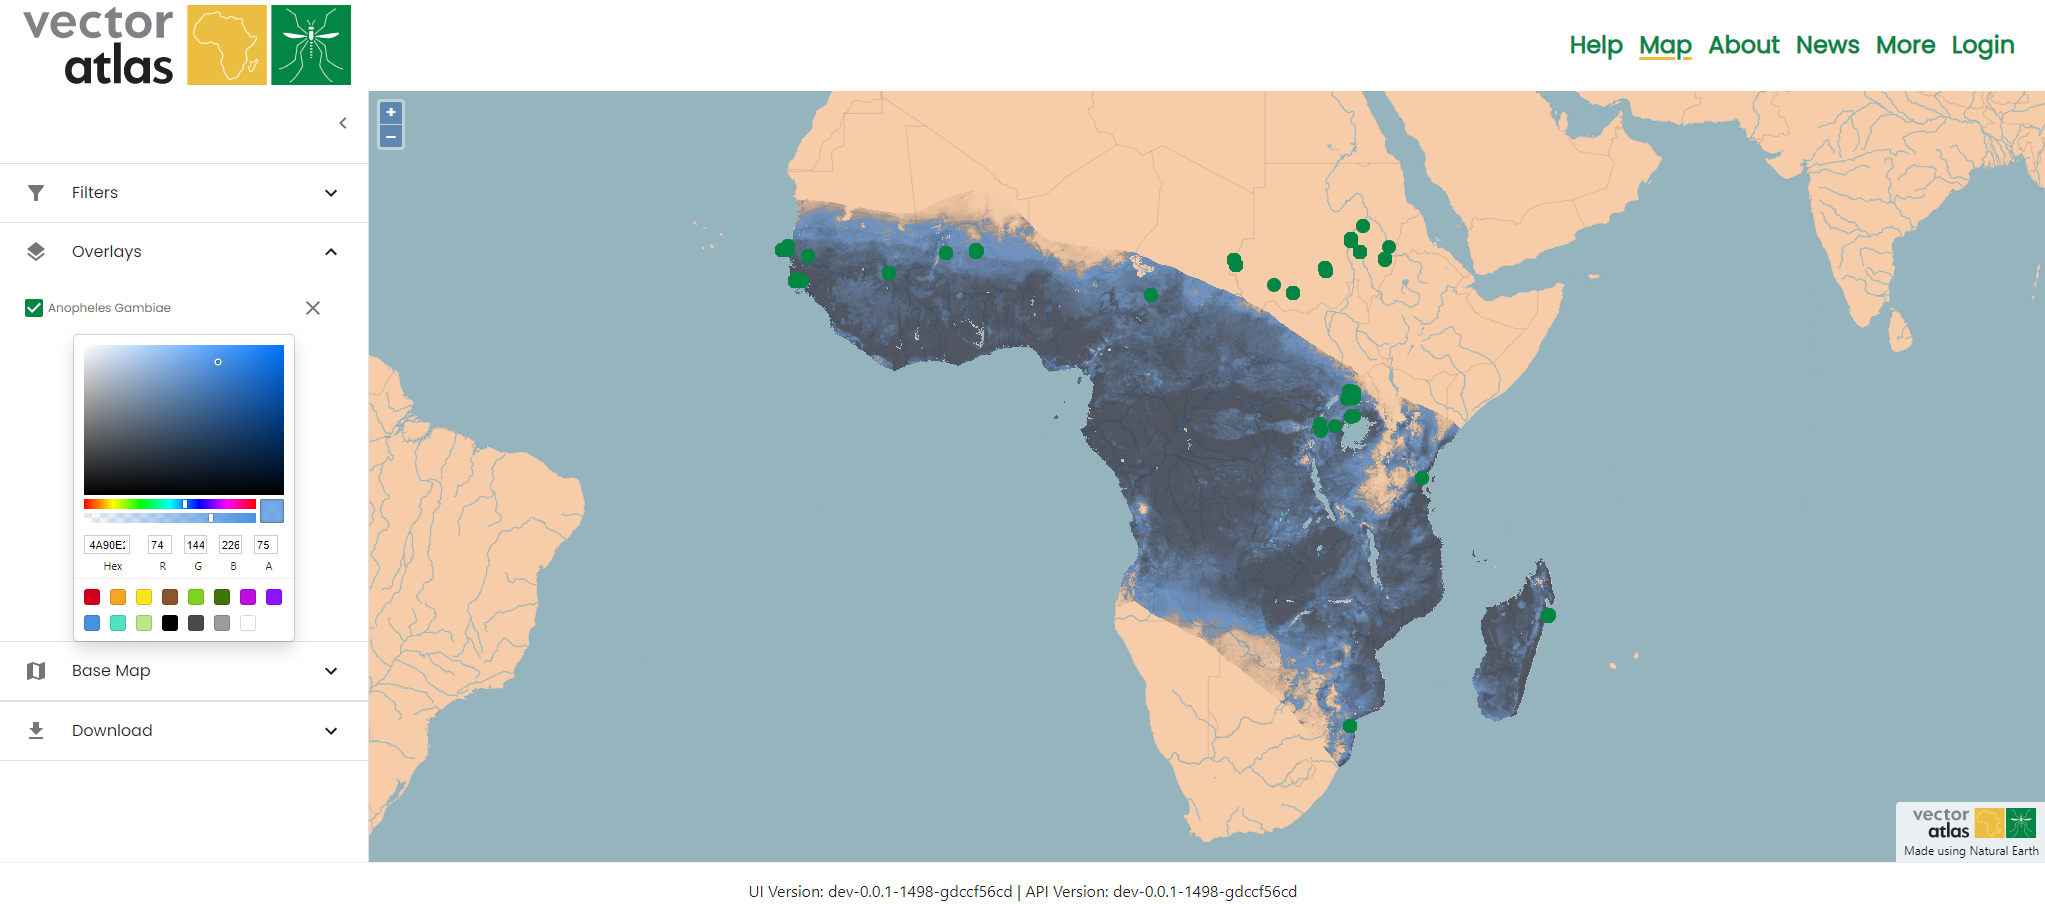 vector
atlas
Help Map About News More Login
+
−
Filters
Overlays
Anopheles Gambiae
4A90E2
74
144
226
75
Hex
R
G
B
A
Base Map
Download
vector
atlas
Made using Natural Earth
UI Version: dev-0.0.1-1498-gdccf56cd | API Version: dev-0.0.1-1498-gdccf56cd